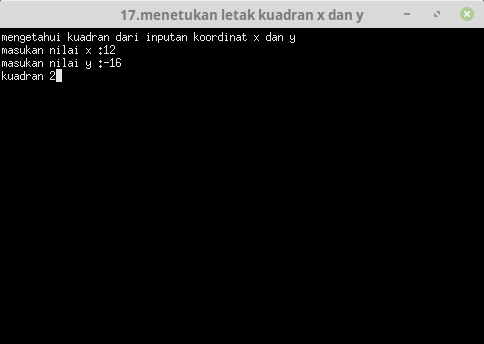 17.menetukan letak kuadran x dan y
mengetahui kuadran dari inputan koordinat x dan y
masukan nilai x :12
masukan nilai y :-16
kuadran 2